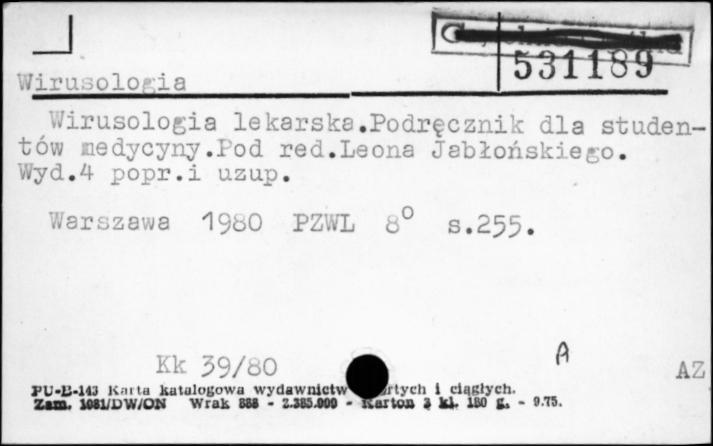 531189
Wirusologia
Wirusologia lekarska.Podręcznik dla studen-
tów medycyny.Pod red.Leona Jabłońskiego.
Wyd.4 popr.i uzup.
Warszawa 1980 PZWL 8° s.255.
A
Kk 39/80
AZ
PU-B-143 Karta katalogowa wydawnictw i ciągłych.
Zam. 1081/DW/ON Wrak 888 - 2.385.000 - Karton 3 kl. 180 g. - 9.75.